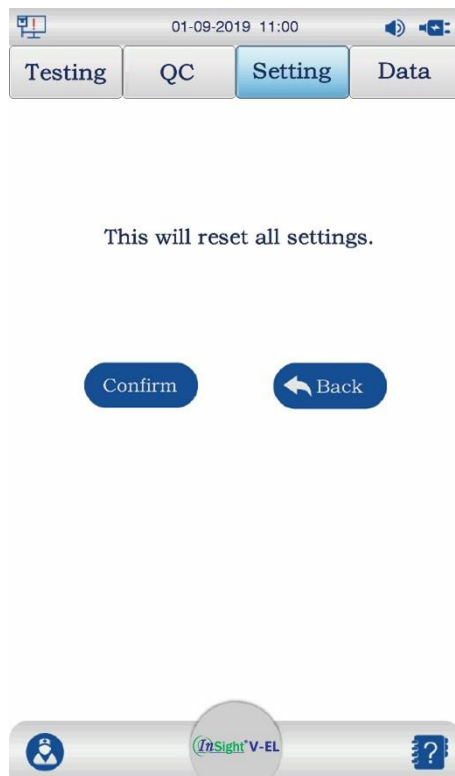 01-09-2019 11:00
Testing QC Setting Data
This will reset all settings.
Confirm Back
InSight® V-EL
?